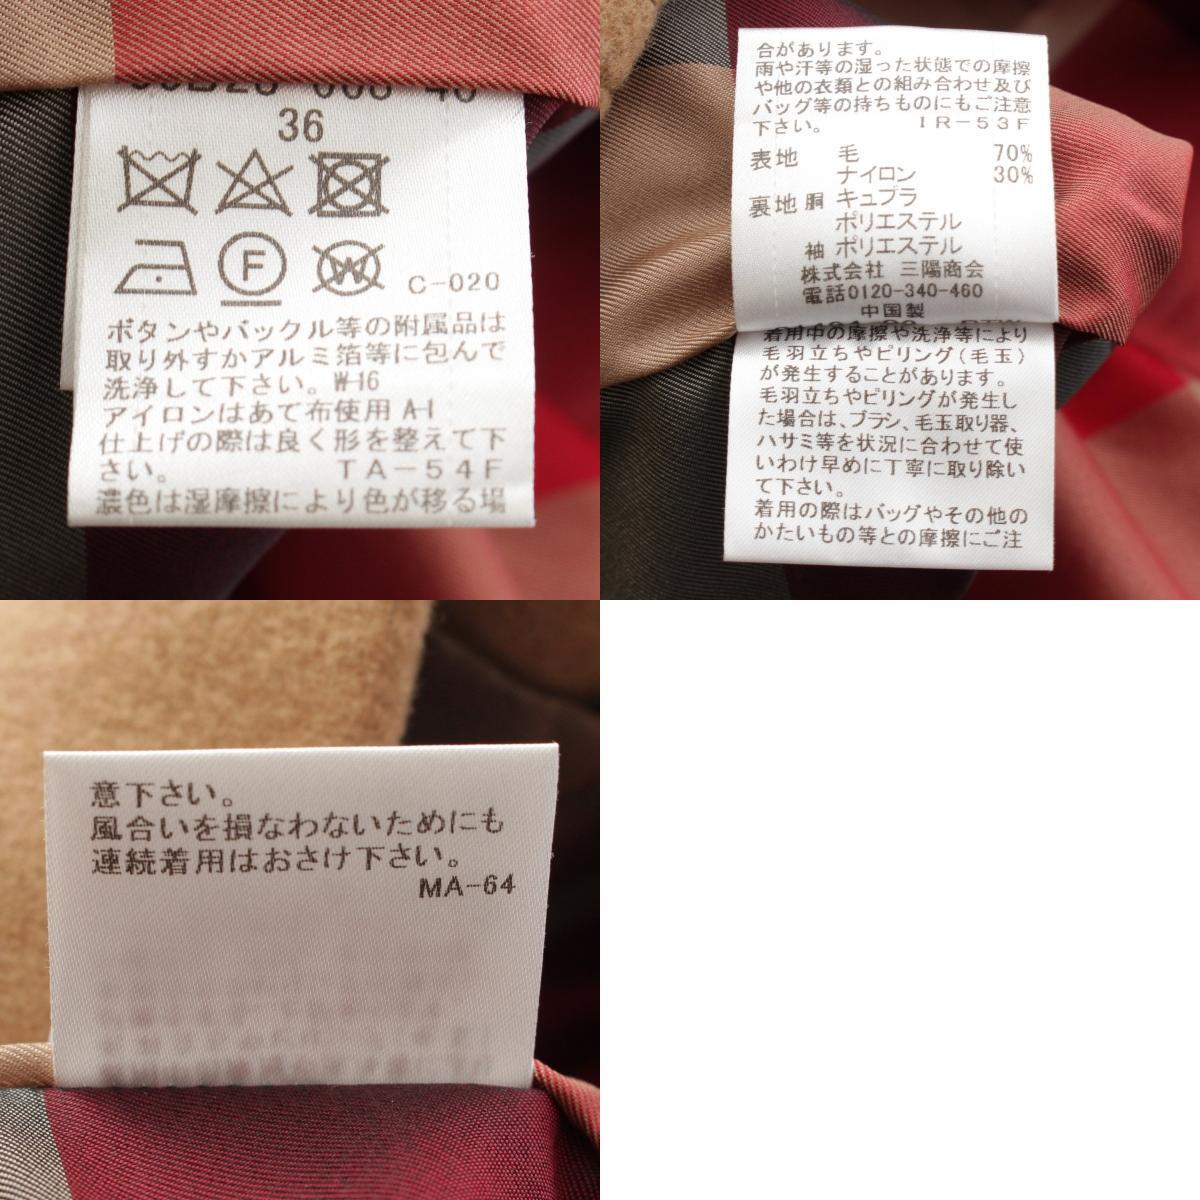 36
F
W
C-020
ボタンやバックル等の附属品は
取り外すかアルミ箔等に包んで
洗浄して下さい。W-16
アイロンはあて布使用 A-1
仕上げの際は良く形を整えて下
さい。 TA-54F
濃色は湿摩擦により色が移る場
合があります。
雨や汗等の湿った状態での摩擦
や他の衣類との組み合わせ及び
バッグ等の持ちものにもご注意
下さい。 IR-53F
表地 毛 70%
ナイロン 30%
裏地 胴 キュプラ
ポリエステル
袖 ポリエステル
株式会社 三陽商会
電話0120-340-460
中国製
着用中の摩擦や洗浄等により
毛羽立ちやピリング(毛玉)
が発生することがあります。
毛羽立ちやピリングが発生し
た場合は、ブラシ、毛玉取り器、
ハサミ等を状況に合わせて使
いわけ早めに丁寧に取り除い
て下さい。
着用の際はバッグやその他の
かたいもの等との摩擦にご注
意下さい。
風合いを損なわないためにも
連続着用はおさけ下さい。
MA-64